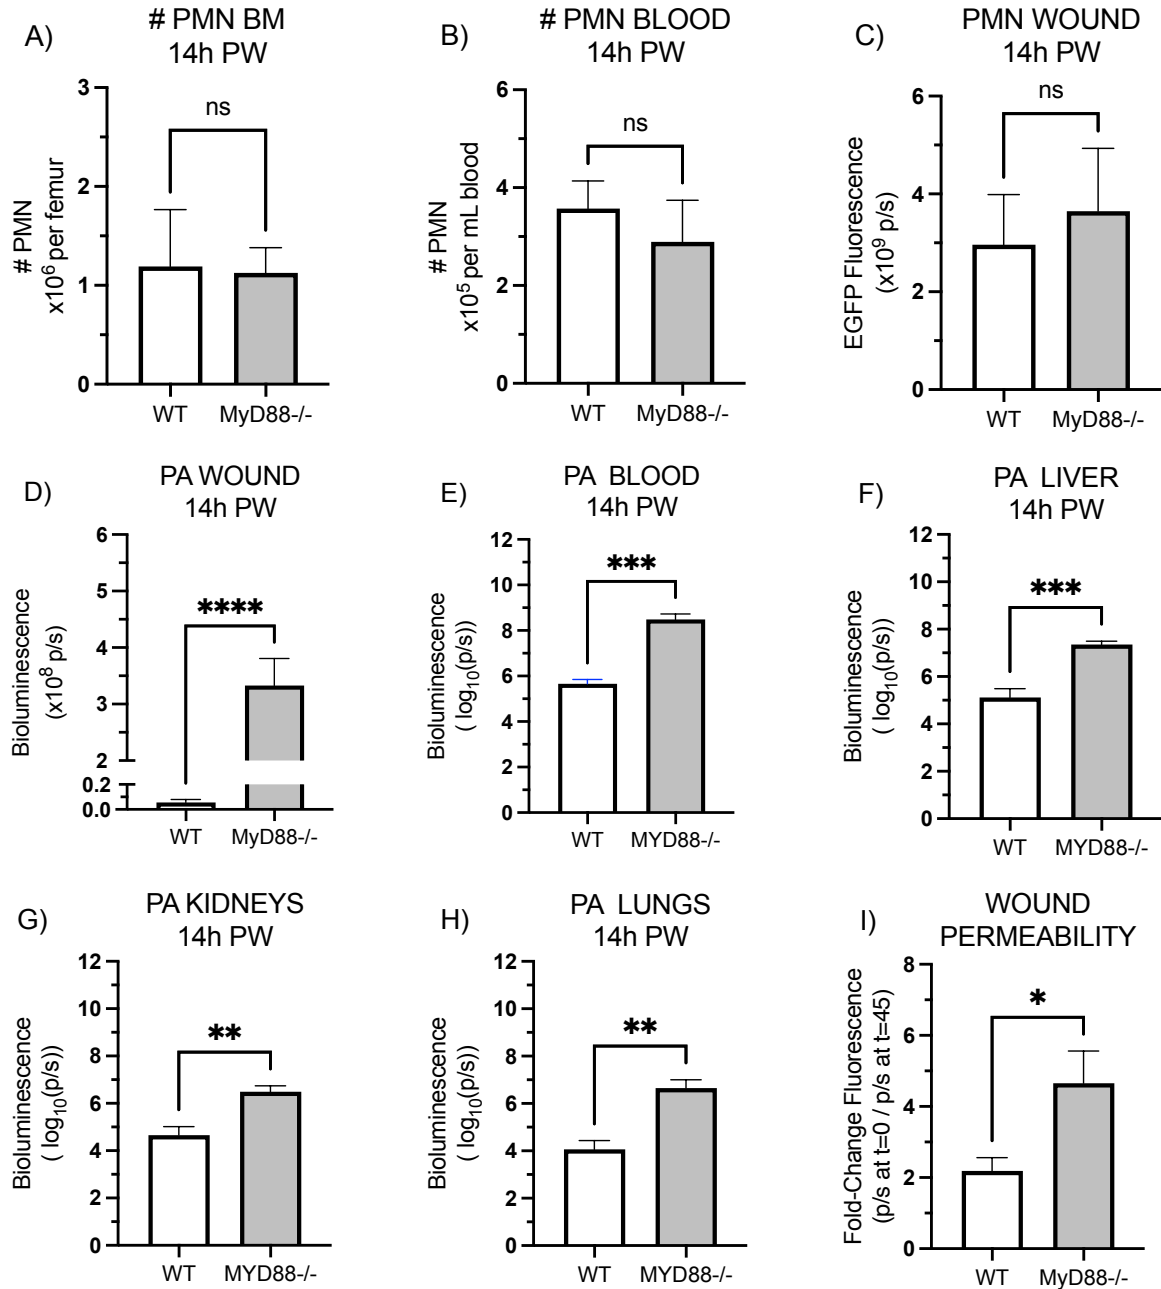 A)
# PMN BM
14h PW
# PMN
x10⁶ per femur
3
2
1
0
ns
WT MyD88-/-
B)
# PMN BLOOD
14h PW
# PMN
x10⁵ per mL blood
6
4
2
0
ns
WT MyD88-/-
C)
PMN WOUND
14h PW
EGFP Fluorescence
(x10⁹ p/s)
6
4
2
0
ns
WT MyD88-/-
D)
PA WOUND
14h PW
Bioluminescence
(x10⁸ p/s)
6
5
4
3
2
0.2
0.0
****
WT MyD88-/-
E)
PA BLOOD
14h PW
Bioluminescence
( log₁₀(p/s))
12
10
8
6
4
2
0
***
WT MYD88-/-
F)
PA LIVER
14h PW
Bioluminescence
( log₁₀(p/s))
12
10
8
6
4
2
0
***
WT MYD88-/-
G)
PA KIDNEYS
14h PW
Bioluminescence
( log₁₀(p/s))
12
10
8
6
4
2
0
**
WT MYD88-/-
H)
PA LUNGS
14h PW
Bioluminescence
( log₁₀(p/s))
12
10
8
6
4
2
0
**
WT MYD88-/-
I)
WOUND
PERMEABILITY
Fold-Change Fluorescence
(p/s at t=0 / p/s at t=45)
8
6
4
2
0
*
WT MyD88-/-